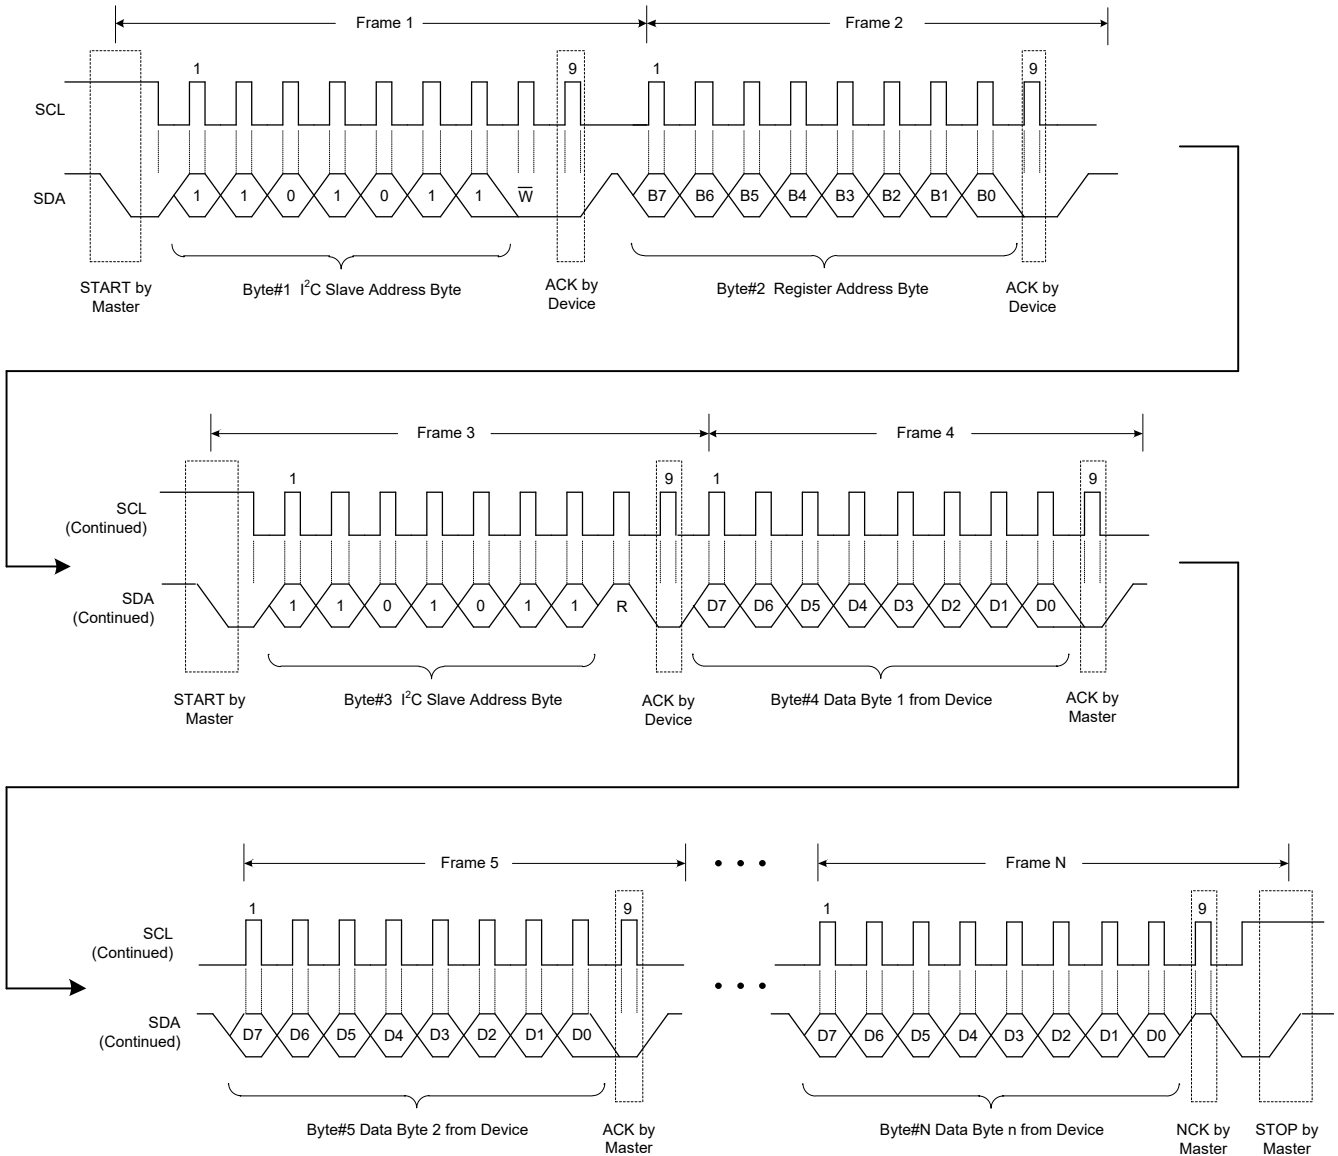 Frame 1 Frame 2
1 9 1 9
SCL
SDA 1 1 0 1 0 1 1 W̅ B7 B6 B5 B4 B3 B2 B1 B0
START by
Master
Byte#1 I²C Slave Address Byte
ACK by
Device
Byte#2 Register Address Byte
ACK by
Device
Frame 3 Frame 4
1 9 1 9
SCL
(Continued)
SDA
(Continued)
1 1 0 1 0 1 1 R D7 D6 D5 D4 D3 D2 D1 D0
START by
Master
Byte#3 I²C Slave Address Byte
ACK by
Device
Byte#4 Data Byte 1 from Device
ACK by
Master
Frame 5 • • • Frame N
1 9 1 9
SCL
(Continued)
• • •
SDA
(Continued)
D7 D6 D5 D4 D3 D2 D1 D0 D7 D6 D5 D4 D3 D2 D1 D0
Byte#5 Data Byte 2 from Device
ACK by
Master
Byte#N Data Byte n from Device
NCK by
Master
STOP by
Master